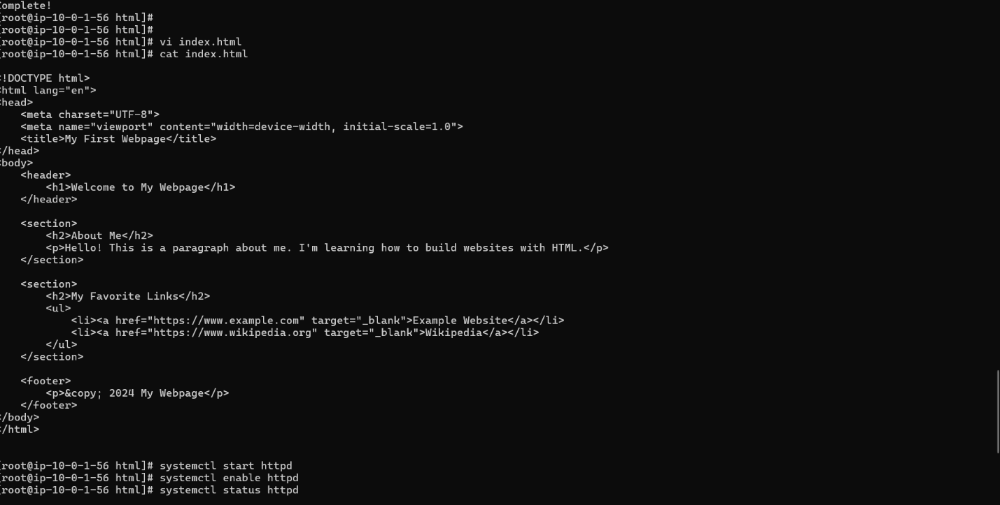 Complete!
[root@ip-10-0-1-56 html]#
[root@ip-10-0-1-56 html]#
[root@ip-10-0-1-56 html]# vi index.html
[root@ip-10-0-1-56 html]# cat index.html

<!DOCTYPE html>
<html lang="en">
<head>
    <meta charset="UTF-8">
    <meta name="viewport" content="width=device-width, initial-scale=1.0">
    <title>My First Webpage</title>
</head>
<body>
    <header>
        <h1>Welcome to My Webpage</h1>
    </header>

    <section>
        <h2>About Me</h2>
        <p>Hello! This is a paragraph about me. I'm learning how to build websites with HTML.</p>
    </section>

    <section>
        <h2>My Favorite Links</h2>
        <ul>
            <li><a href="https://www.example.com" target="_blank">Example Website</a></li>
            <li><a href="https://www.wikipedia.org" target="_blank">Wikipedia</a></li>
        </ul>
    </section>

    <footer>
        <p>&copy; 2024 My Webpage</p>
    </footer>
</body>
</html>

[root@ip-10-0-1-56 html]# systemctl start httpd
[root@ip-10-0-1-56 html]# systemctl enable httpd
[root@ip-10-0-1-56 html]# systemctl status httpd